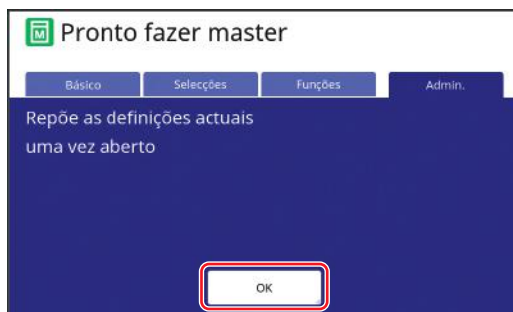 M Pronto fazer master
Básico Selecções Funções Admin.
Repõe as definições actuais
uma vez aberto
OK